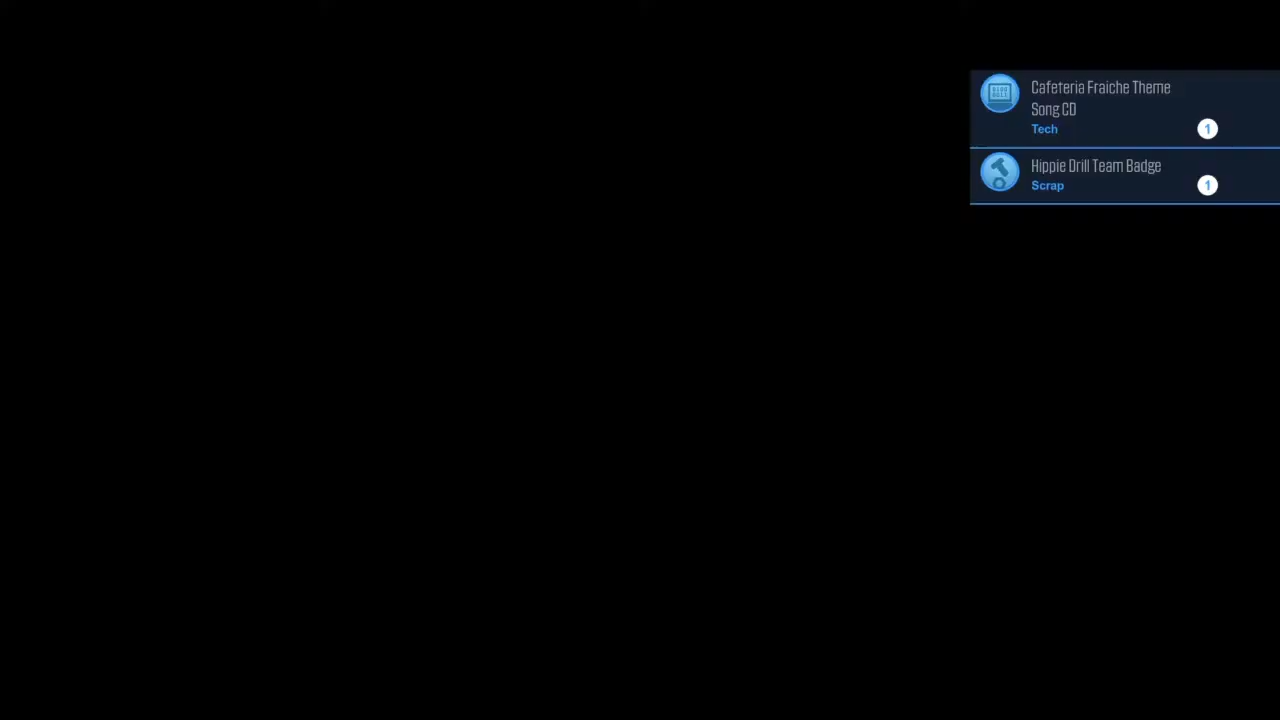 Cafeteria Fraiche Theme
Song CD
Tech
1
Hippie Drill Team Badge
Scrap
1